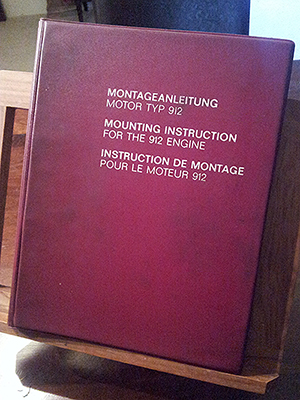 MONTAGEANLEITUNG
MOTOR TYP 912
MOUNTING INSTRUCTION
FOR THE 912 ENGINE
INSTRUCTION DE MONTAGE
POUR LE MOTEUR 912